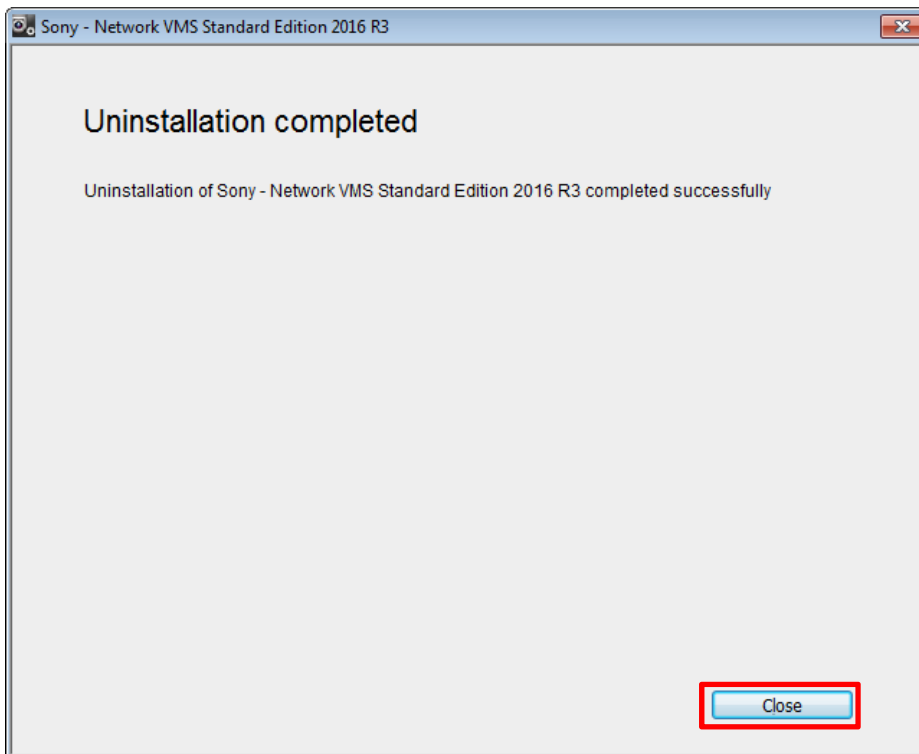 Sony - Network VMS Standard Edition 2016 R3
Uninstallation completed
Uninstallation of Sony - Network VMS Standard Edition 2016 R3 completed successfully
Close